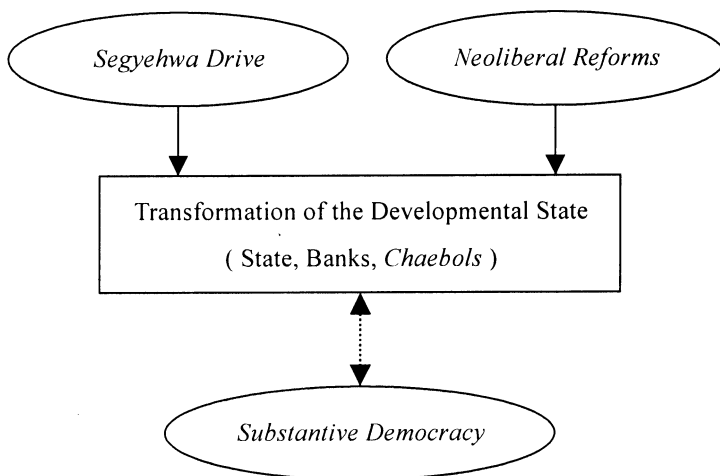 Segyehwa Drive
Neoliberal Reforms
Transformation of the Developmental State
( State, Banks, Chaebols )
Substantive Democracy